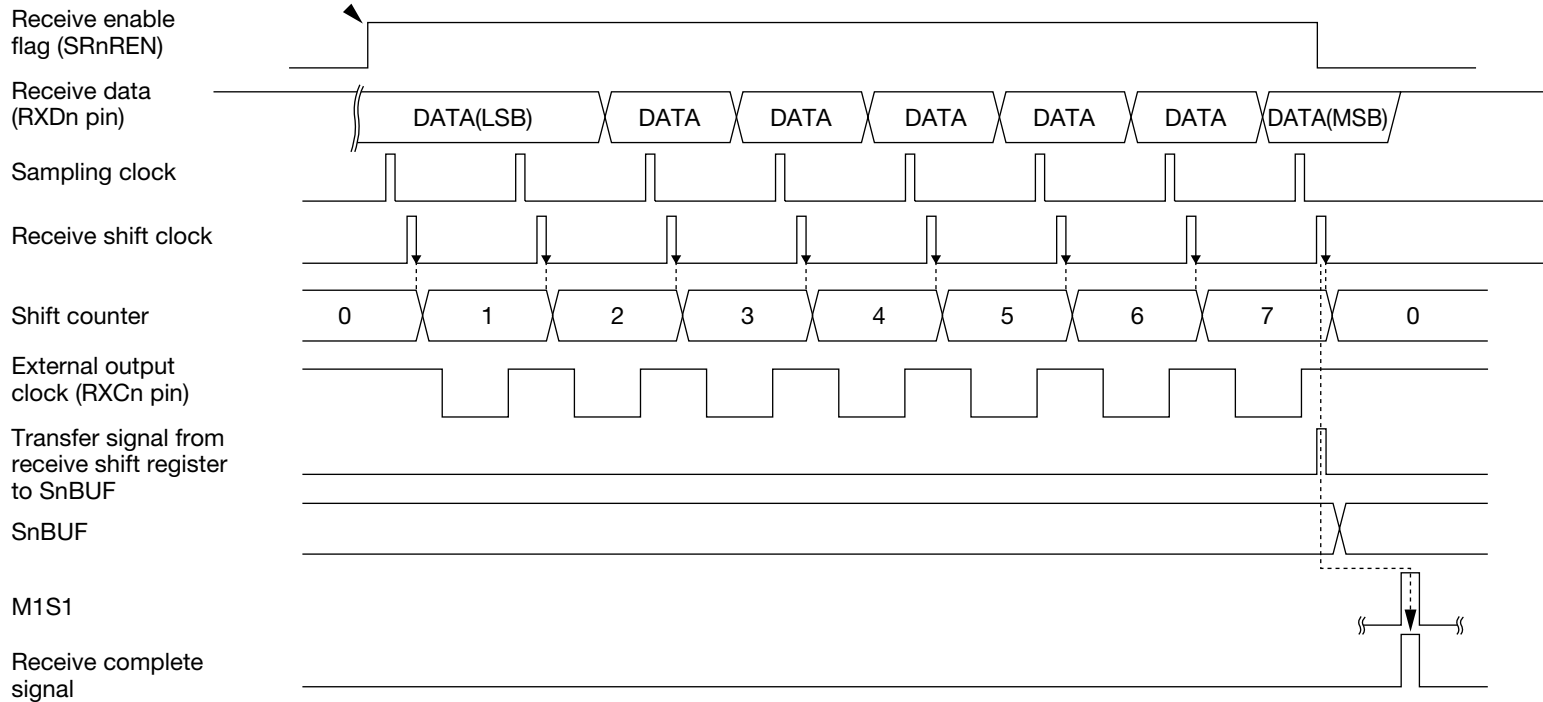 Receive enable
flag (SRnREN)
Receive data
(RXDn pin)
DATA(LSB) DATA DATA DATA DATA DATA DATA(MSB)
Sampling clock
Receive shift clock
Shift counter
0 1 2 3 4 5 6 7 0
External output
clock (RXCn pin)
Transfer signal from
receive shift register
to SnBUF
SnBUF
M1S1
Receive complete
signal